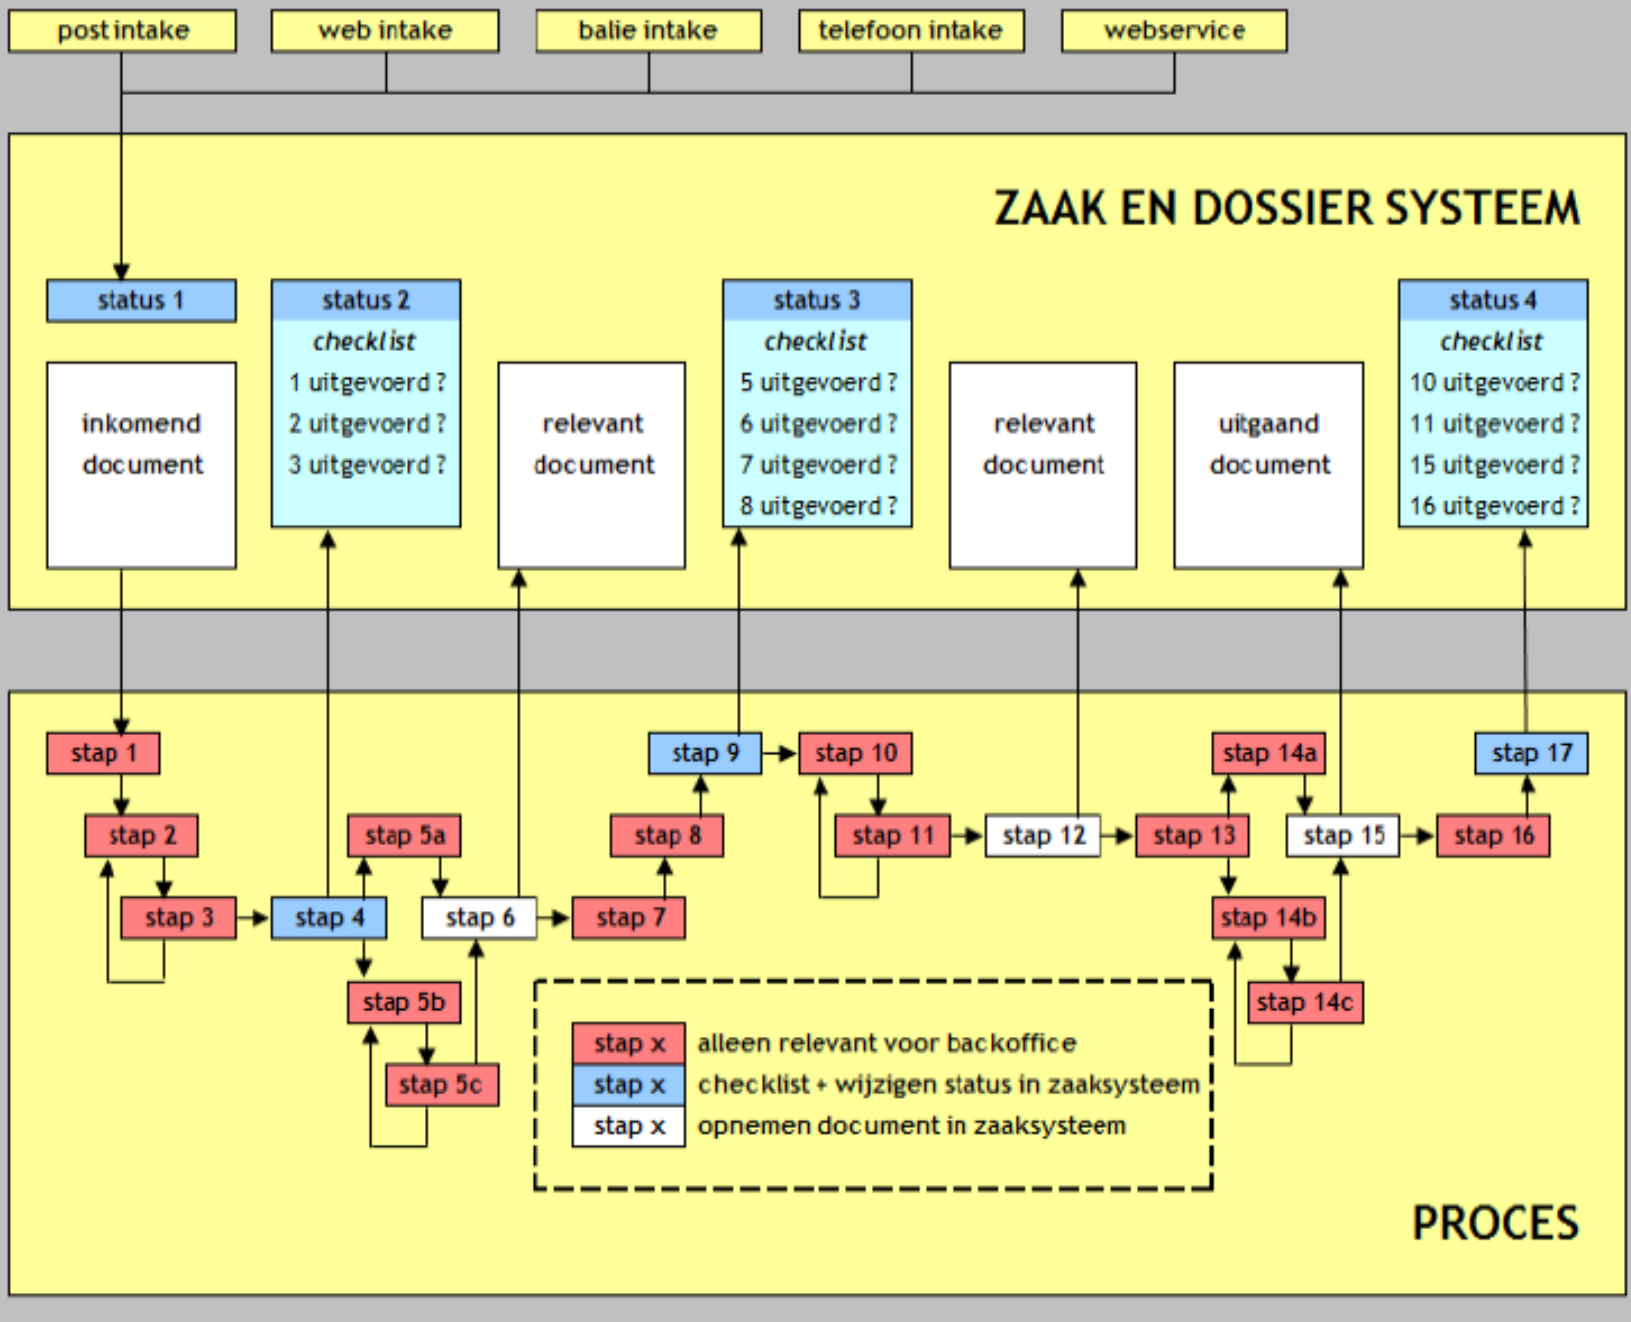 post intake
web intake
balie intake
telefoon intake
webservice
ZAAK EN DOSSIER SYSTEEM
status 1
inkomend
document
status 2
checklist
1 uitgevoerd ?
2 uitgevoerd ?
3 uitgevoerd ?
relevant
document
status 3
checklist
5 uitgevoerd ?
6 uitgevoerd ?
7 uitgevoerd ?
8 uitgevoerd ?
relevant
document
uitgaand
document
status 4
checklist
10 uitgevoerd ?
11 uitgevoerd ?
15 uitgevoerd ?
16 uitgevoerd ?
stap 1
stap 2
stap 3
stap 4
stap 5a
stap 5b
stap 5c
stap 6
stap 7
stap 8
stap 9
stap 10
stap 11
stap 12
stap 13
stap 14a
stap 14b
stap 14c
stap 15
stap 16
stap 17
stap x alleen relevant voor backoffice
stap x checklist + wijzigen status in zaaksysteem
stap x opnemen document in zaaksysteem
PROCES